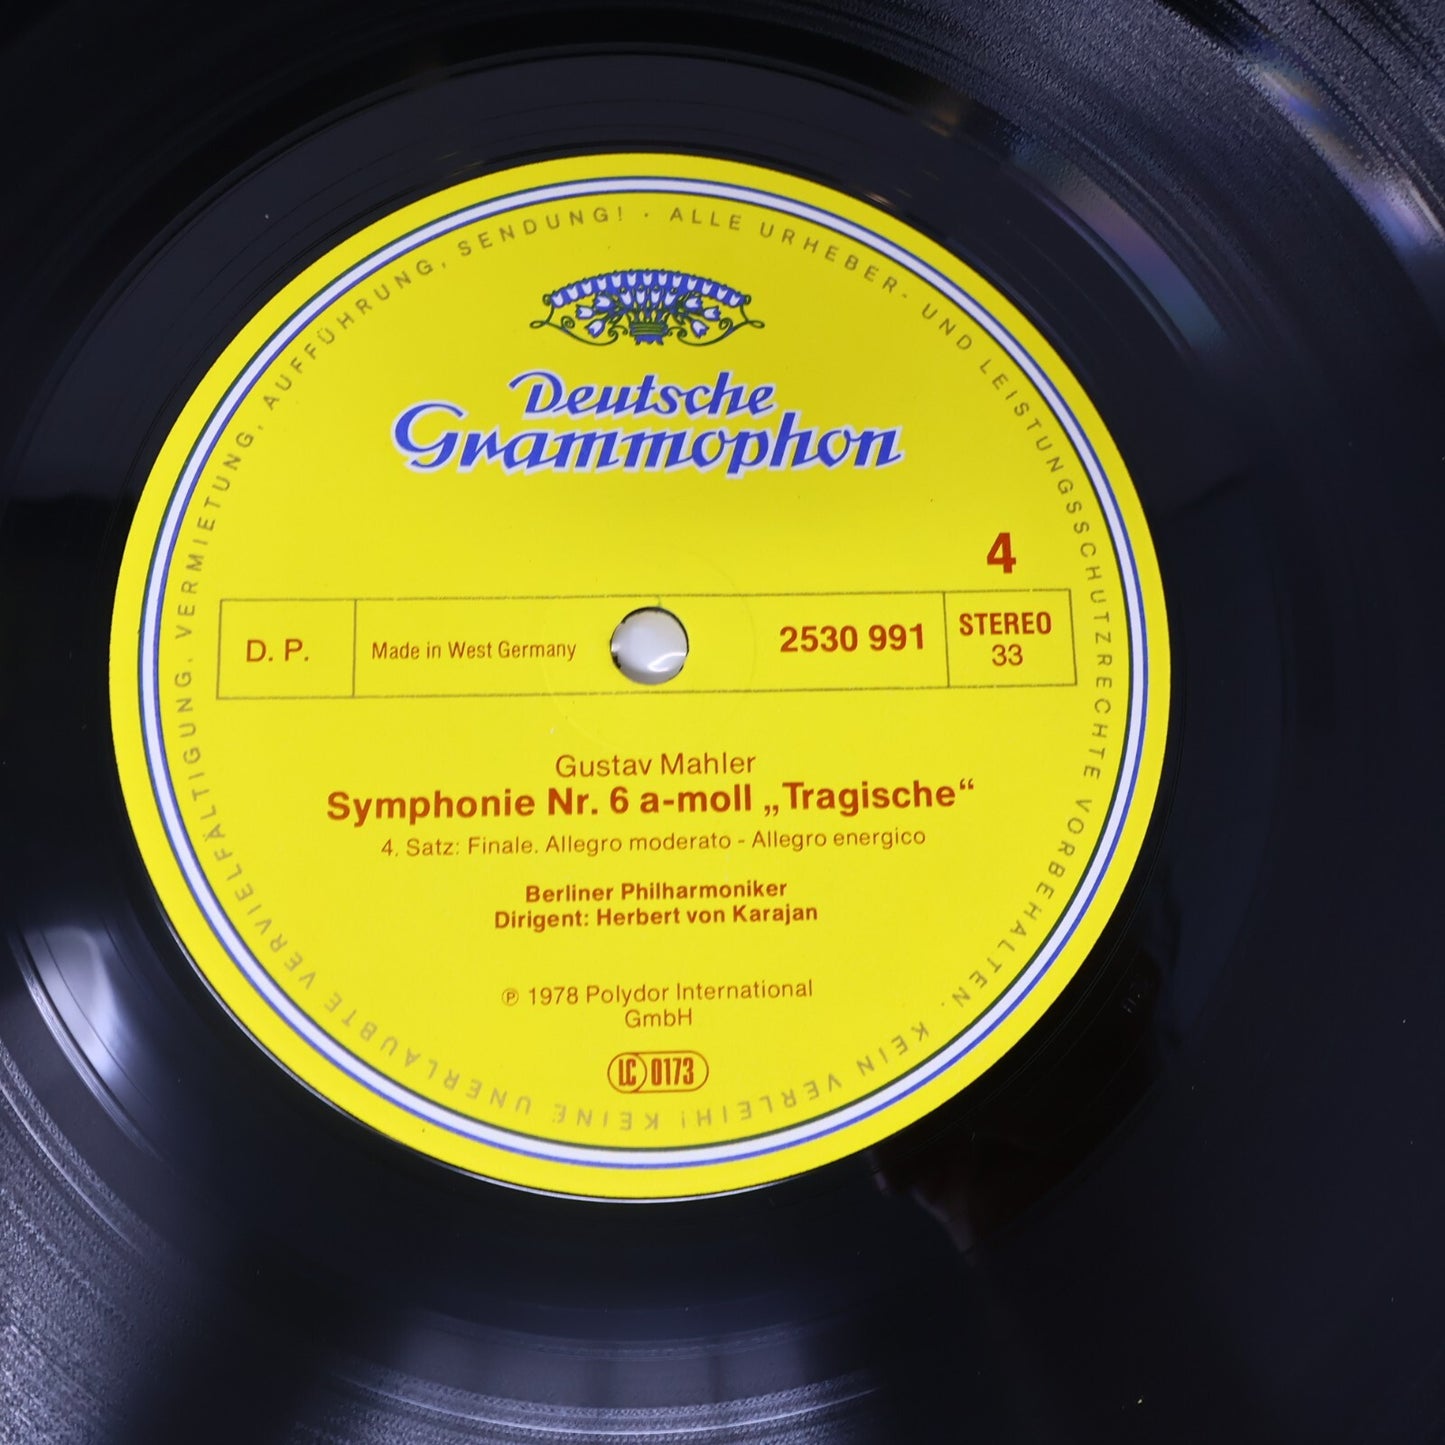 Deutsche
Grammophon
4
D. P.
Made in West Germany
2530 991
STEREO
33
Gustav Mahler
Symphonie Nr. 6 a-moll „Tragische“
4. Satz: Finale. Allegro moderato - Allegro energico
Berliner Philharmoniker
Dirigent: Herbert von Karajan
℗ 1978 Polydor International
GmbH
LC 0173
ALLE URHEBER- UND LEISTUNGSSCHUTZRECHTE VORBEHALTEN. KEIN VERLEIH! KEINE UNERLAUBTE VERVIELFÄLTIGUNG, VERMIETUNG, AUFFÜHRUNG, SENDUNG! ·